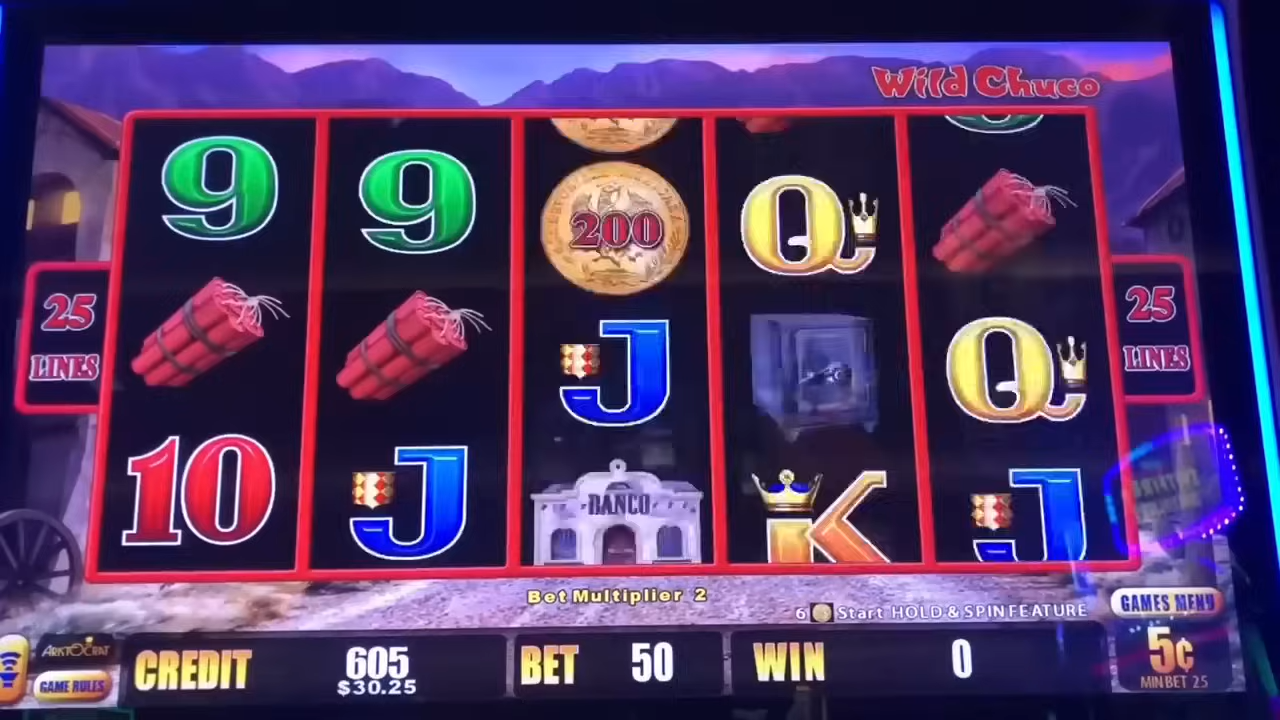 Wild Chuco
9 9 200 Q
25 LINES
J Q
25 LINES
10 J BANCO K J
Bet Multiplier 2
6 Start HOLD & SPIN FEATURE
GAMES MENU
ARISTOCRAT
GAME RULES
CREDIT 605
$30.25
BET 50
WIN 0
5¢
MIN BET 25